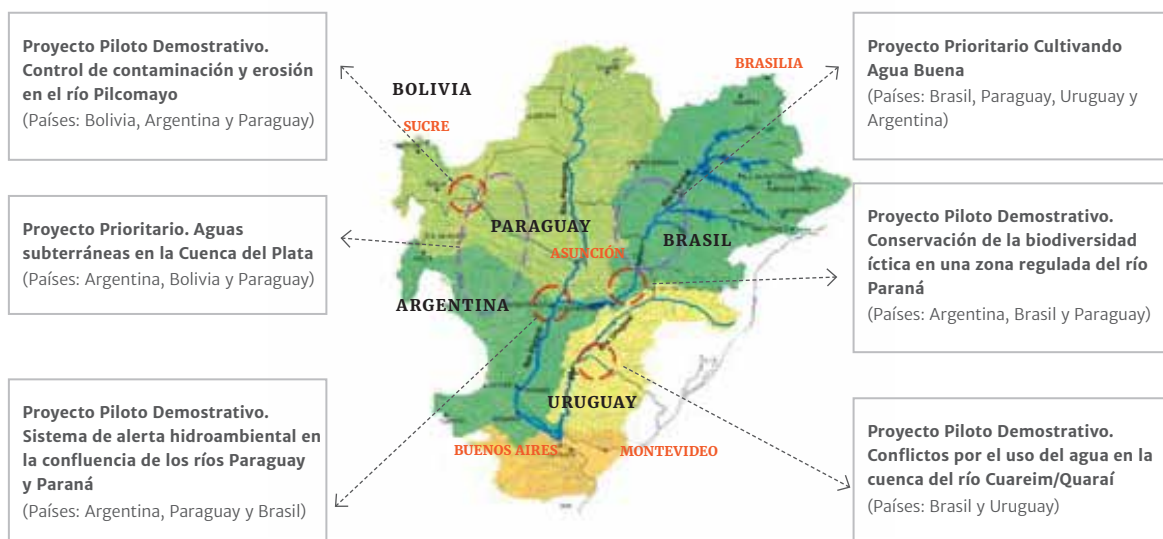 Proyecto Piloto Demostrativo.
Control de contaminación y erosión
en el río Pilcomayo
(Países: Bolivia, Argentina y Paraguay)
Proyecto Prioritario. Aguas
subterráneas en la Cuenca del Plata
(Países: Argentina, Bolivia y Paraguay)
Proyecto Piloto Demostrativo.
Sistema de alerta hidroambiental en
la confluencia de los ríos Paraguay
y Paraná
(Países: Argentina, Paraguay y Brasil)
BRASILIA
BOLIVIA
SUCRE
PARAGUAY
BRASIL
ASUNCIÓN
ARGENTINA
URUGUAY
BUENOS AIRES
MONTEVIDEO
Proyecto Prioritario Cultivando
Agua Buena
(Países: Brasil, Paraguay, Uruguay y
Argentina)
Proyecto Piloto Demostrativo.
Conservación de la biodiversidad
íctica en una zona regulada del río
Paraná
(Países: Argentina, Brasil y Paraguay)
Proyecto Piloto Demostrativo.
Conflictos por el uso del agua en la
cuenca del río Cuareim/Quaraí
(Países: Brasil y Uruguay)